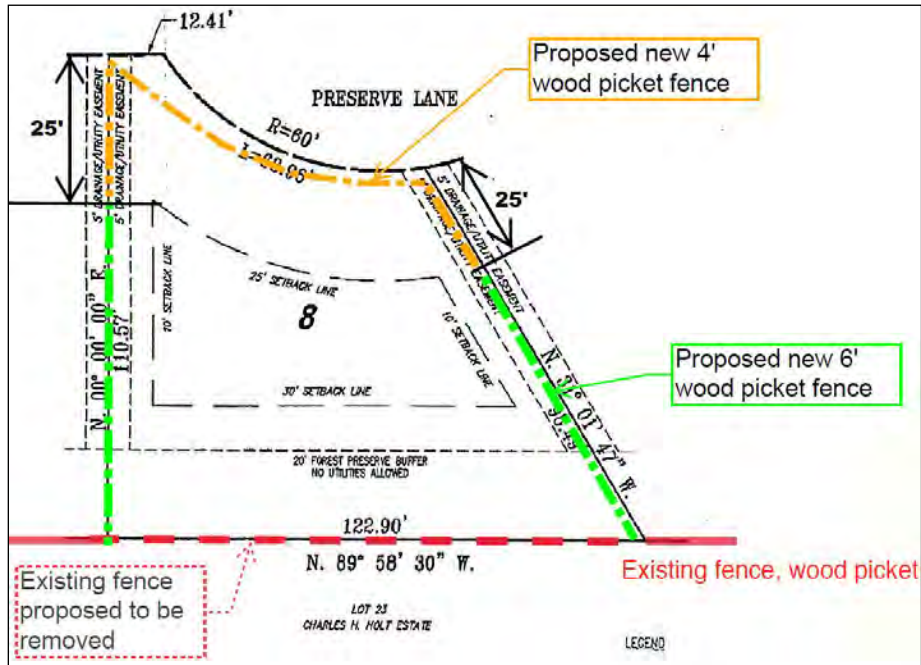 12.41'
Proposed new 4'
wood picket fence
PRESERVE LANE
25'
R=60'
5' DRAINAGE/UTILITY EASEMENT
5' DRAINAGE/UTILITY EASEMENT
25'
5' DRAINAGE/UTILITY EASEMENT
DRAINAGE/UTILITY EASEMENT
25' SETBACK LINE
10' SETBACK LINE
8
10' SETBACK LINE
30' SETBACK LINE
N. 00° 00' 00"
110.57
Proposed new 6'
wood picket fence
N. 31° 01' 47" W.
20' FOREST PRESERVE BUFFER
NO UTILITIES ALLOWED
122.90'
N. 89° 58' 30" W.
Existing fence
proposed to be
removed
Existing fence, wood picket
LOT 23
CHARLES H. HOLT ESTATE
LEGEND